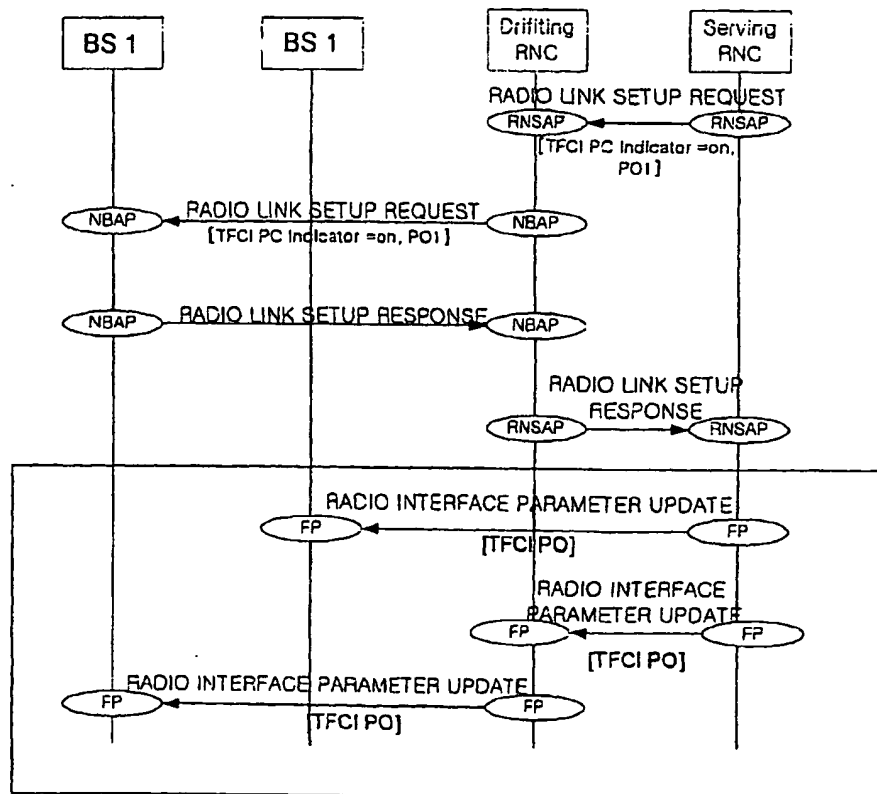 BS 1
BS 1
Drifiting
RNC
Serving
RNC
RADIO LINK SETUP REQUEST
RNSAP
RNSAP
[TFCI PC Indicator =on,
PO1]
NBAP
RADIO LINK SETUP REQUEST
NBAP
[TFCI PC Indicator =on, PO1]
NBAP
RADIO LINK SETUP RESPONSE
NBAP
RADIO LINK SETUP
RESPONSE
RNSAP
RNSAP
RADIO INTERFACE PARAMETER UPDATE
FP
FP
[TFCI PO]
RADIO INTERFACE
PARAMETER UPDATE
FP
FP
[TFCI PO]
RADIO INTERFACE PARAMETER UPDATE
FP
FP
[TFCI PO]